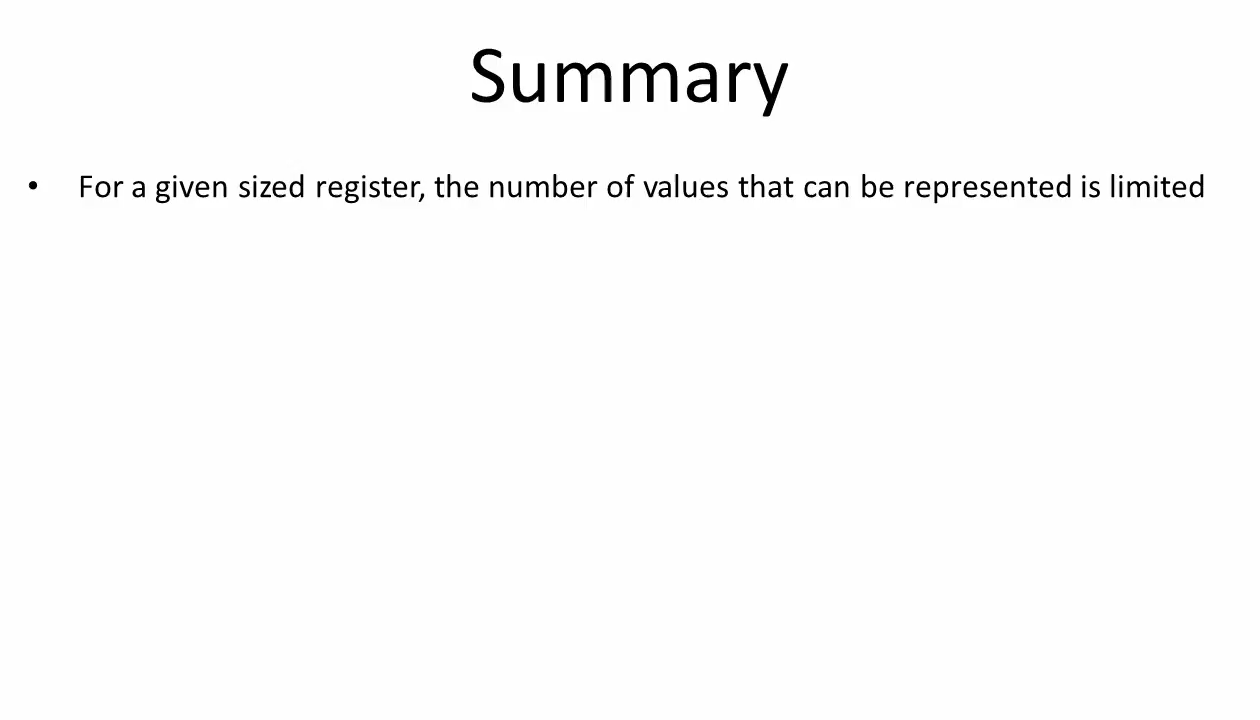 Summary
• For a given sized register, the number of values that can be represented is limited